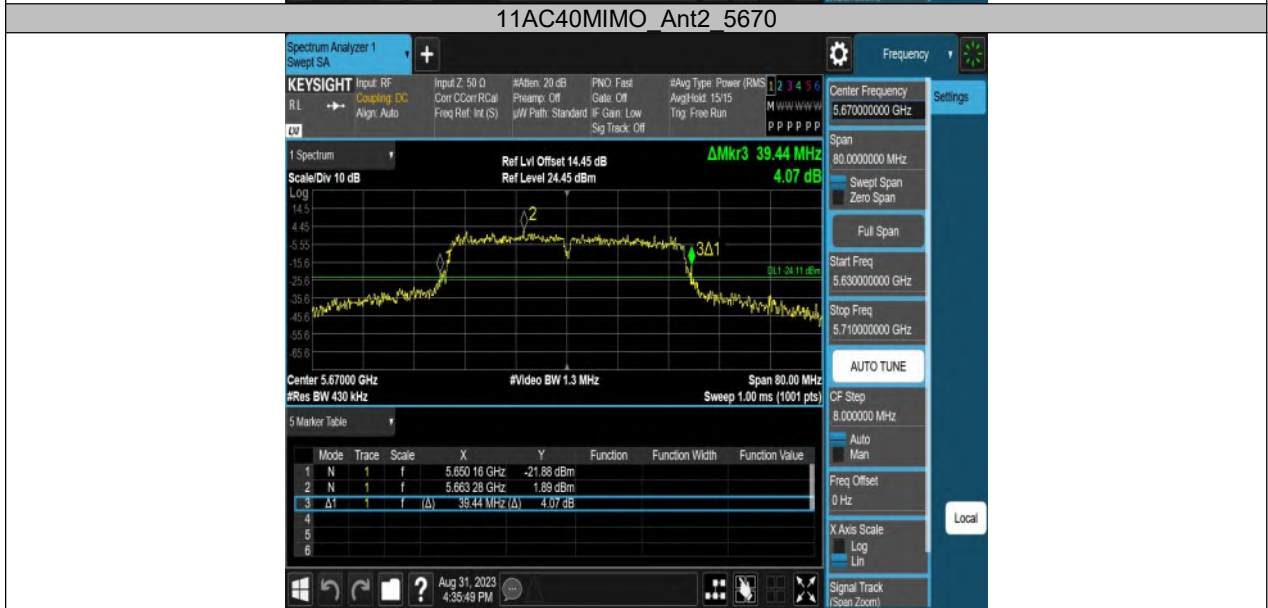 11AC40MIMO_Ant2_5670
Spectrum Analyzer 1
Swept SA
+
Frequency
KEYSIGHT
Input: RF
Input Z: 50 Ω
#Atten: 20 dB
PNO: Fast
#Avg Type: Power (RMS
1 2 3 4 5 6
RL
Coupling: DC
Corr CCorr RCal
Preamp: Off
Gate: Off
Avg|Hold: 15/15
M W W W W W
Align: Auto
Freq Ref: Int (S)
µW Path: Standard
IF Gain: Low
Trig: Free Run
Sig Track: Off
P P P P P P
LXI
Center Frequency
5.670000000 GHz
Settings
Span
80.0000000 MHz
Swept Span
Zero Span
Full Span
Start Freq
5.630000000 GHz
Stop Freq
5.710000000 GHz
AUTO TUNE
CF Step
8.000000 MHz
Auto
Man
Freq Offset
0 Hz
X Axis Scale
Log
Lin
Signal Track
(Span Zoom)
Local
1 Spectrum
Ref Lvl Offset 14.45 dB
ΔMkr3 39.44 MHz
Scale/Div 10 dB
Ref Level 24.45 dBm
4.07 dB
Log
14.5
4.45
-5.55
-15.6
-25.6
-35.6
-45.6
-55.6
-65.6
2
1
3Δ1
DL1 -24.11 dBm
Center 5.67000 GHz
#Video BW 1.3 MHz
Span 80.00 MHz
#Res BW 430 kHz
Sweep 1.00 ms (1001 pts)
5 Marker Table
Mode Trace Scale X Y Function Function Width Function Value
1 N 1 f 5.650 16 GHz -21.88 dBm
2 N 1 f 5.663 28 GHz 1.89 dBm
3 Δ1 1 f (Δ) 39.44 MHz (Δ) 4.07 dB
4
5
6
?
Aug 31, 2023
4:35:49 PM